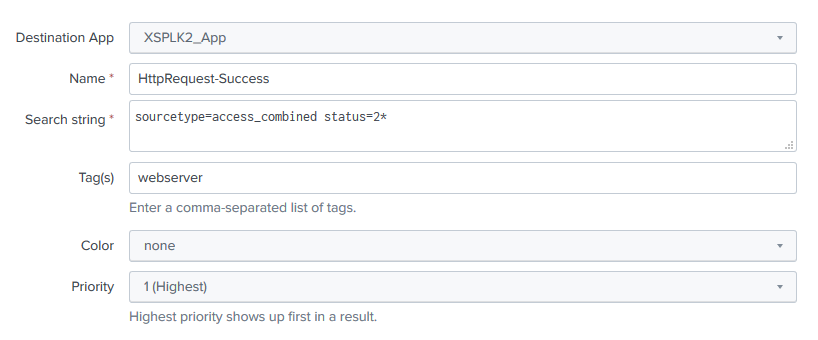 Destination App XSPLK2_App
Name * HttpRequest-Success
Search string * sourcetype=access_combined status=2*
Tag(s) webserver
Enter a comma-separated list of tags.
Color none
Priority 1 (Highest)
Highest priority shows up first in a result.